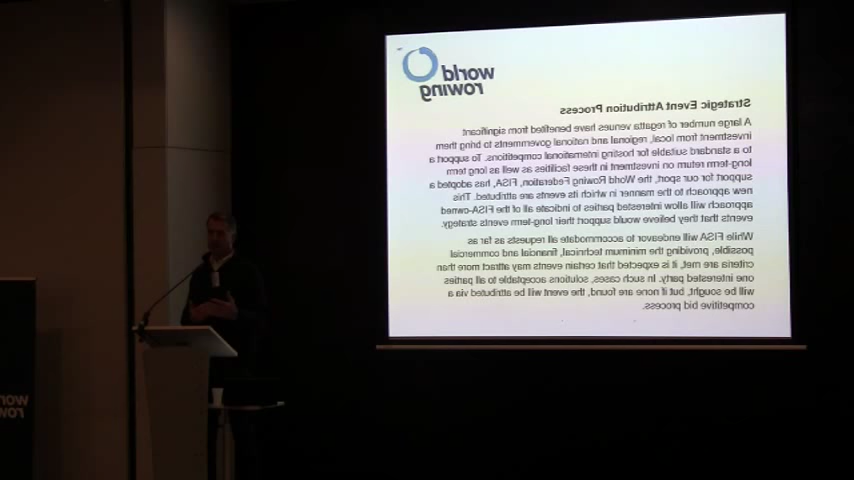 world
rowing
Strategic Event Attribution Process
A large number of regatta venues have benefited from significant
investment from local, regional and national governments to bring them
to a standard suitable for hosting international competitions. To support a
long-term return on investment in these facilities as well as long term
support for our sport, the World Rowing Federation, FISA, has adopted a
new approach to the manner in which its events are attributed. This
approach will allow interested parties to indicate all of the FISA-owned
events that they believe would support their long-term events strategy.
While FISA will endeavor to accommodate all requests as far as
possible, providing the minimum technical, financial and commercial
criteria are met, it is expected that certain events may attract more than
one interested party. In such cases, solutions acceptable to all parties
will be sought, but if none are found, the event will be attributed via a
competitive bid process.
world
rowing